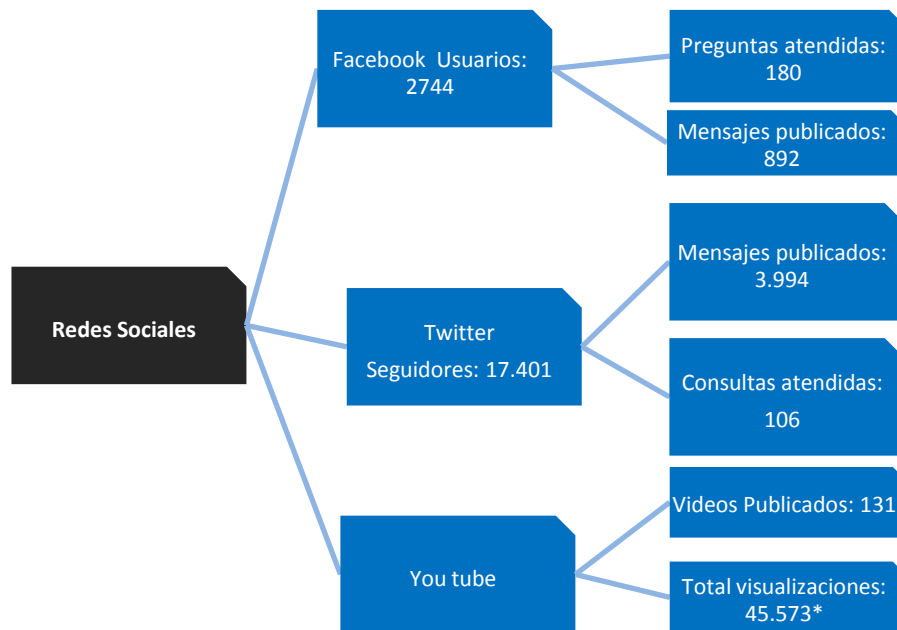 Redes Sociales
Facebook Usuarios:
2744
Preguntas atendidas:
180
Mensajes publicados:
892
Twitter
Seguidores: 17.401
Mensajes publicados:
3.994
Consultas atendidas:
106
You tube
Videos Publicados: 131
Total visualizaciones:
45.573*